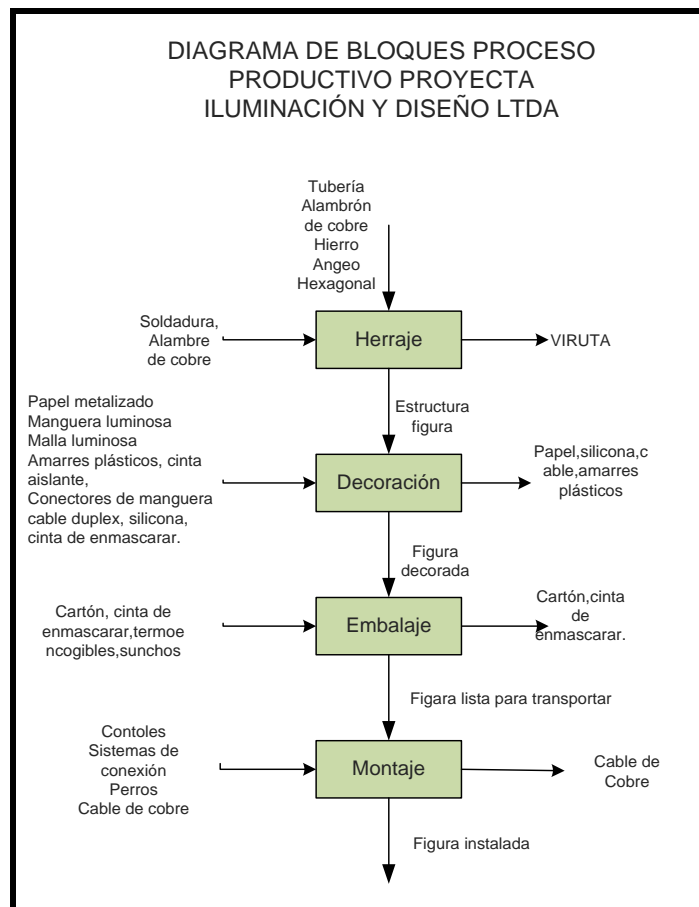 DIAGRAMA DE BLOQUES PROCESO
PRODUCTIVO PROYECTA
ILUMINACIÓN Y DISEÑO LTDA
Tubería
Alambrón
de cobre
Hierro
Angeo
Hexagonal
Soldadura,
Alambre
de cobre
Herraje
VIRUTA
Estructura
figura
Papel metalizado
Manguera luminosa
Malla luminosa
Amarres plásticos, cinta
aislante,
Conectores de manguera
cable duplex, silicona,
cinta de enmascarar.
Decoración
Papel,silicona,c
able,amarres
plásticos
Figura
decorada
Cartón, cinta de
enmascarar,termoe
ncogibles,sunchos
Embalaje
Cartón,cinta
de
enmascarar.
Figara lista para transportar
Contoles
Sistemas de
conexión
Perros
Cable de cobre
Montaje
Cable de
Cobre
Figura instalada